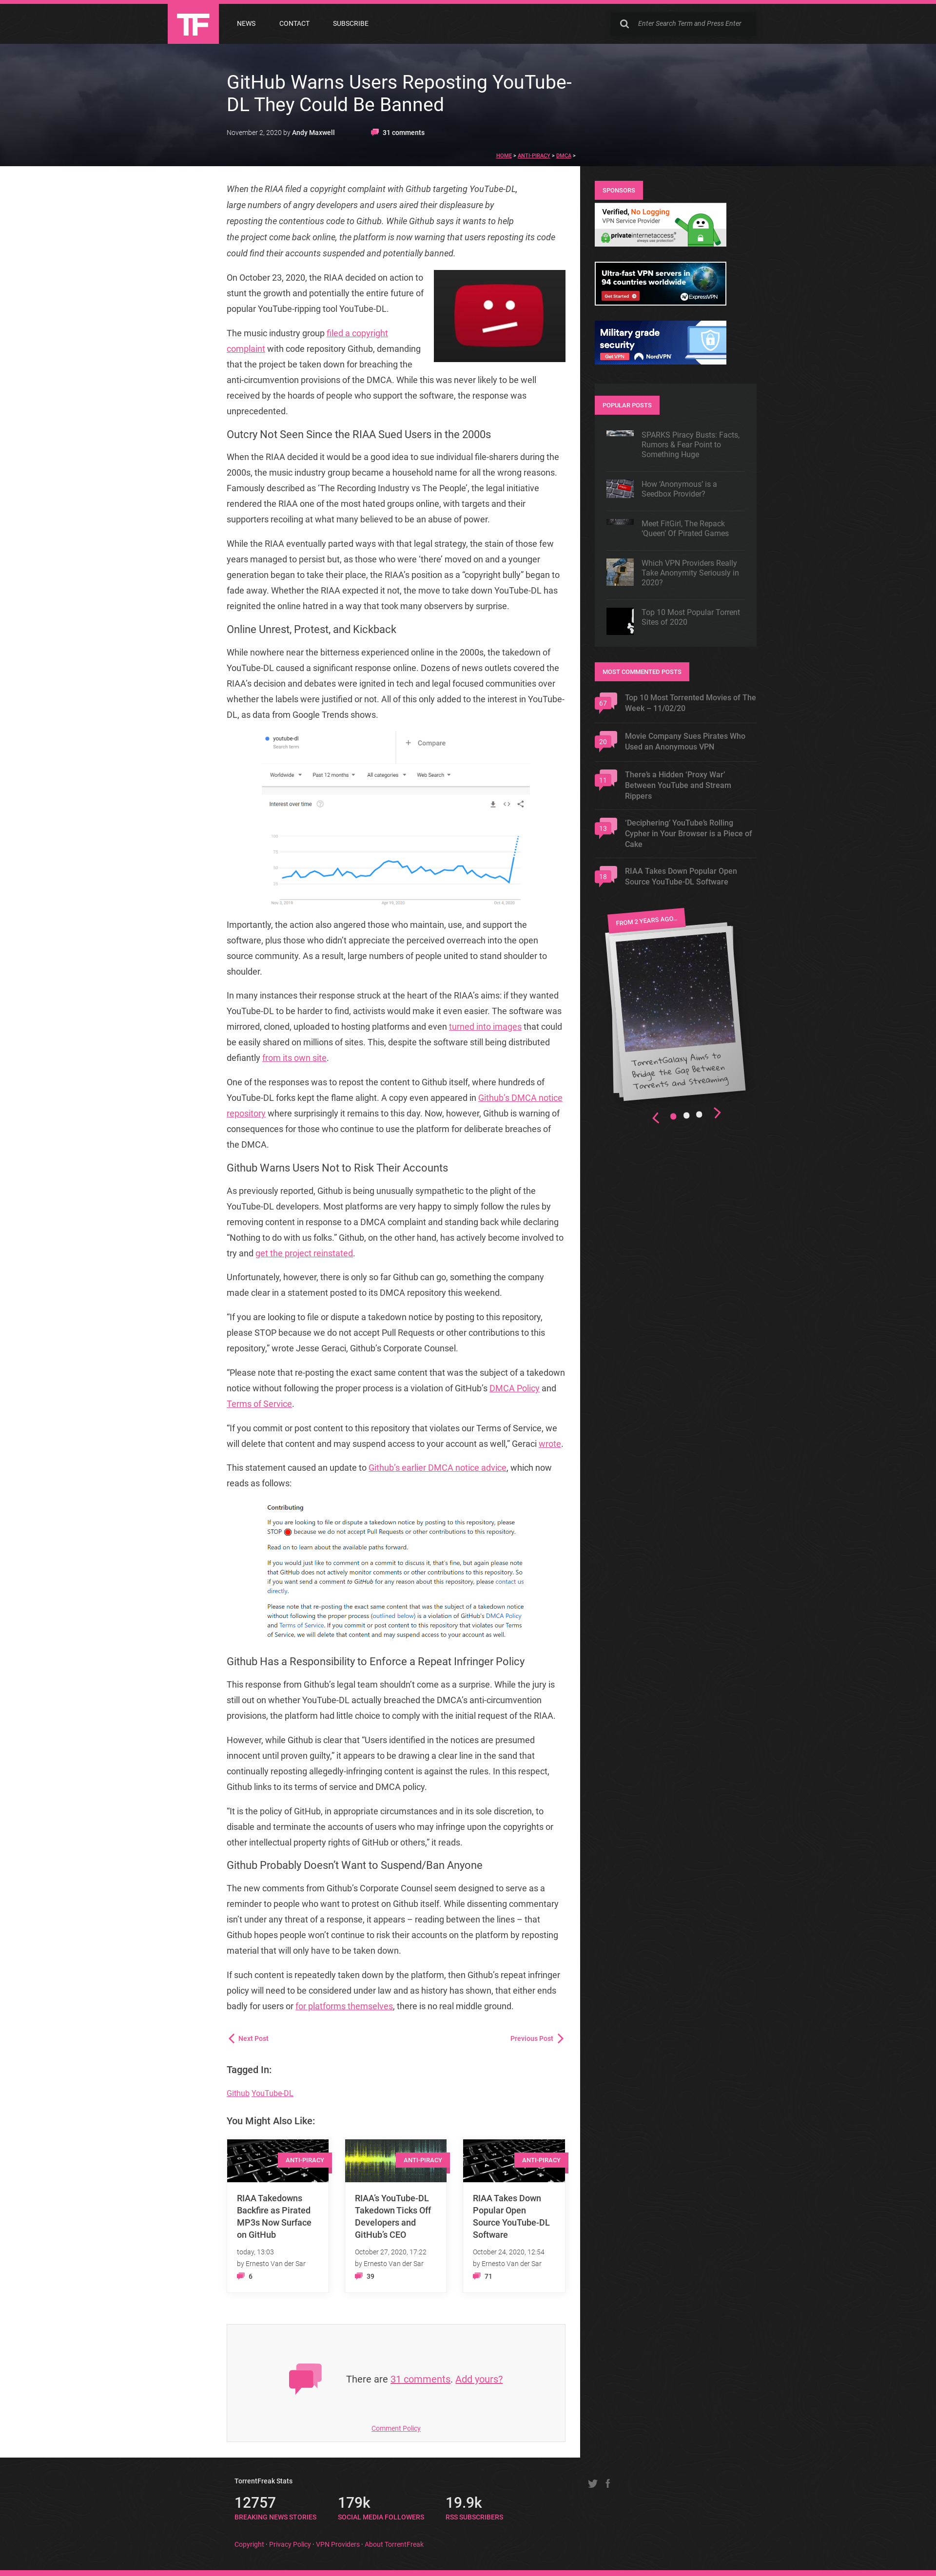 TF
NEWS CONTACT SUBSCRIBE
Enter Search Term and Press Enter
GitHub Warns Users Reposting YouTube-
DL They Could Be Banned
November 2, 2020 by Andy Maxwell 31 comments
HOME > ANTI-PIRACY > DMCA >
When the RIAA filed a copyright complaint with Github targeting YouTube-DL,
large numbers of angry developers and users aired their displeasure by
reposting the contentious code to Github. While Github says it wants to help
the project come back online, the platform is now warning that users reposting its code
could find their accounts suspended and potentially banned.
On October 23, 2020, the RIAA decided on action to
stunt the growth and potentially the entire future of
popular YouTube-ripping tool YouTube-DL.
The music industry group filed a copyright
complaint with code repository Github, demanding
that the project be taken down for breaching the
anti-circumvention provisions of the DMCA. While this was never likely to be well
received by the hoards of people who support the software, the response was
unprecedented.
Outcry Not Seen Since the RIAA Sued Users in the 2000s
When the RIAA decided it would be a good idea to sue individual file-sharers during the
2000s, the music industry group became a household name for all the wrong reasons.
Famously described as ‘The Recording Industry vs The People’, the legal initiative
rendered the RIAA one of the most hated groups online, with targets and their
supporters recoiling at what many believed to be an abuse of power.
While the RIAA eventually parted ways with that legal strategy, the stain of those few
years managed to persist but, as those who were ‘there’ moved on and and a younger
generation began to take their place, the RIAA’s position as a “copyright bully” began to
fade away. Whether the RIAA expected it not, the move to take down YouTube-DL has
reignited the online hatred in a way that took many observers by surprise.
Online Unrest, Protest, and Kickback
While nowhere near the bitterness experienced online in the 2000s, the takedown of
YouTube-DL caused a significant response online. Dozens of news outlets covered the
RIAA’s decision and debates were ignited in tech and legal focused communities over
whether the labels were justified or not. All of this only added to the interest in YouTube-
DL, as data from Google Trends shows.
youtube-dl
Search term
+ Compare
Worldwide Past 12 months All categories Web Search
Interest over time
100
75
50
25
Nov 3, 2019 Apr 19, 2020 Oct 4, 2020
Importantly, the action also angered those who maintain, use, and support the
software, plus those who didn’t appreciate the perceived overreach into the open
source community. As a result, large numbers of people united to stand shoulder to
shoulder.
In many instances their response struck at the heart of the RIAA’s aims: if they wanted
YouTube-DL to be harder to find, activists would make it even easier. The software was
mirrored, cloned, uploaded to hosting platforms and even turned into images that could
be easily shared on millions of sites. This, despite the software still being distributed
defiantly from its own site.
One of the responses was to repost the content to Github itself, where hundreds of
YouTube-DL forks kept the flame alight. A copy even appeared in Github’s DMCA notice
repository where surprisingly it remains to this day. Now, however, Github is warning of
consequences for those who continue to use the platform for deliberate breaches of
the DMCA.
Github Warns Users Not to Risk Their Accounts
As previously reported, Github is being unusually sympathetic to the plight of the
YouTube-DL developers. Most platforms are very happy to simply follow the rules by
removing content in response to a DMCA complaint and standing back while declaring
“Nothing to do with us folks.” Github, on the other hand, has actively become involved to
try and get the project reinstated.
Unfortunately, however, there is only so far Github can go, something the company
made clear in a statement posted to its DMCA repository this weekend.
“If you are looking to file or dispute a takedown notice by posting to this repository,
please STOP because we do not accept Pull Requests or other contributions to this
repository,” wrote Jesse Geraci, Github’s Corporate Counsel.
“Please note that re-posting the exact same content that was the subject of a takedown
notice without following the proper process is a violation of GitHub’s DMCA Policy and
Terms of Service.
“If you commit or post content to this repository that violates our Terms of Service, we
will delete that content and may suspend access to your account as well,” Geraci wrote.
This statement caused an update to Github’s earlier DMCA notice advice, which now
reads as follows:
Contributing
If you are looking to file or dispute a takedown notice by posting to this repository, please
STOP because we do not accept Pull Requests or other contributions to this repository.
Read on to learn about the available paths forward.
If you would just like to comment on a commit to discuss it, that's fine, but again please note
that GitHub does not actively monitor comments or other contributions to this repository. So
if you want send a comment to GitHub for any reason about this repository, please contact us
directly.
Please note that re-posting the exact same content that was the subject of a takedown notice
without following the proper process (outlined below) is a violation of GitHub's DMCA Policy
and Terms of Service. If you commit or post content to this repository that violates our Terms
of Service, we will delete that content and may suspend access to your account as well.
Github Has a Responsibility to Enforce a Repeat Infringer Policy
This response from Github’s legal team shouldn’t come as a surprise. While the jury is
still out on whether YouTube-DL actually breached the DMCA’s anti-circumvention
provisions, the platform had little choice to comply with the initial request of the RIAA.
However, while Github is clear that “Users identified in the notices are presumed
innocent until proven guilty,” it appears to be drawing a clear line in the sand that
continually reposting allegedly-infringing content is against the rules. In this respect,
Github links to its terms of service and DMCA policy.
“It is the policy of GitHub, in appropriate circumstances and in its sole discretion, to
disable and terminate the accounts of users who may infringe upon the copyrights or
other intellectual property rights of GitHub or others,” it reads.
Github Probably Doesn’t Want to Suspend/Ban Anyone
The new comments from Github’s Corporate Counsel seem designed to serve as a
reminder to people who want to protest on Github itself. While dissenting commentary
isn’t under any threat of a response, it appears – reading between the lines – that
Github hopes people won’t continue to risk their accounts on the platform by reposting
material that will only have to be taken down.
If such content is repeatedly taken down by the platform, then Github’s repeat infringer
policy will need to be considered under law and as history has shown, that either ends
badly for users or for platforms themselves, there is no real middle ground.
Next Post Previous Post
Tagged In:
Github YouTube-DL
You Might Also Like:
ANTI-PIRACY
RIAA Takedowns
Backfire as Pirated
MP3s Now Surface
on GitHub
today, 13:03
by Ernesto Van der Sar
6
ANTI-PIRACY
RIAA’s YouTube-DL
Takedown Ticks Off
Developers and
GitHub’s CEO
October 27, 2020, 17:22
by Ernesto Van der Sar
39
ANTI-PIRACY
RIAA Takes Down
Popular Open
Source YouTube-DL
Software
October 24, 2020, 12:54
by Ernesto Van der Sar
71
There are 31 comments. Add yours?
Comment Policy
SPONSORS
Verified, No Logging
VPN Service Provider
privateinternetaccess
always use protection
Ultra-fast VPN servers in
94 countries worldwide
Get Started ExpressVPN
Military grade
security
Get VPN NordVPN
POPULAR POSTS
SPARKS Piracy Busts: Facts,
Rumors & Fear Point to
Something Huge
How ‘Anonymous’ is a
Seedbox Provider?
Meet FitGirl, The Repack
‘Queen’ Of Pirated Games
Which VPN Providers Really
Take Anonymity Seriously in
2020?
Top 10 Most Popular Torrent
Sites of 2020
MOST COMMENTED POSTS
67 Top 10 Most Torrented Movies of The
Week – 11/02/20
20 Movie Company Sues Pirates Who
Used an Anonymous VPN
11 There’s a Hidden ‘Proxy War’
Between YouTube and Stream
Rippers
13 ‘Deciphering’ YouTube’s Rolling
Cypher in Your Browser is a Piece of
Cake
18 RIAA Takes Down Popular Open
Source YouTube-DL Software
FROM 2 YEARS AGO…
TorrentGalaxy Aims to
Bridge the Gap Between
Torrents and Streaming
TorrentFreak Stats
12757
BREAKING NEWS STORIES
179k
SOCIAL MEDIA FOLLOWERS
19.9k
RSS SUBSCRIBERS
Copyright - Privacy Policy - VPN Providers - About TorrentFreak